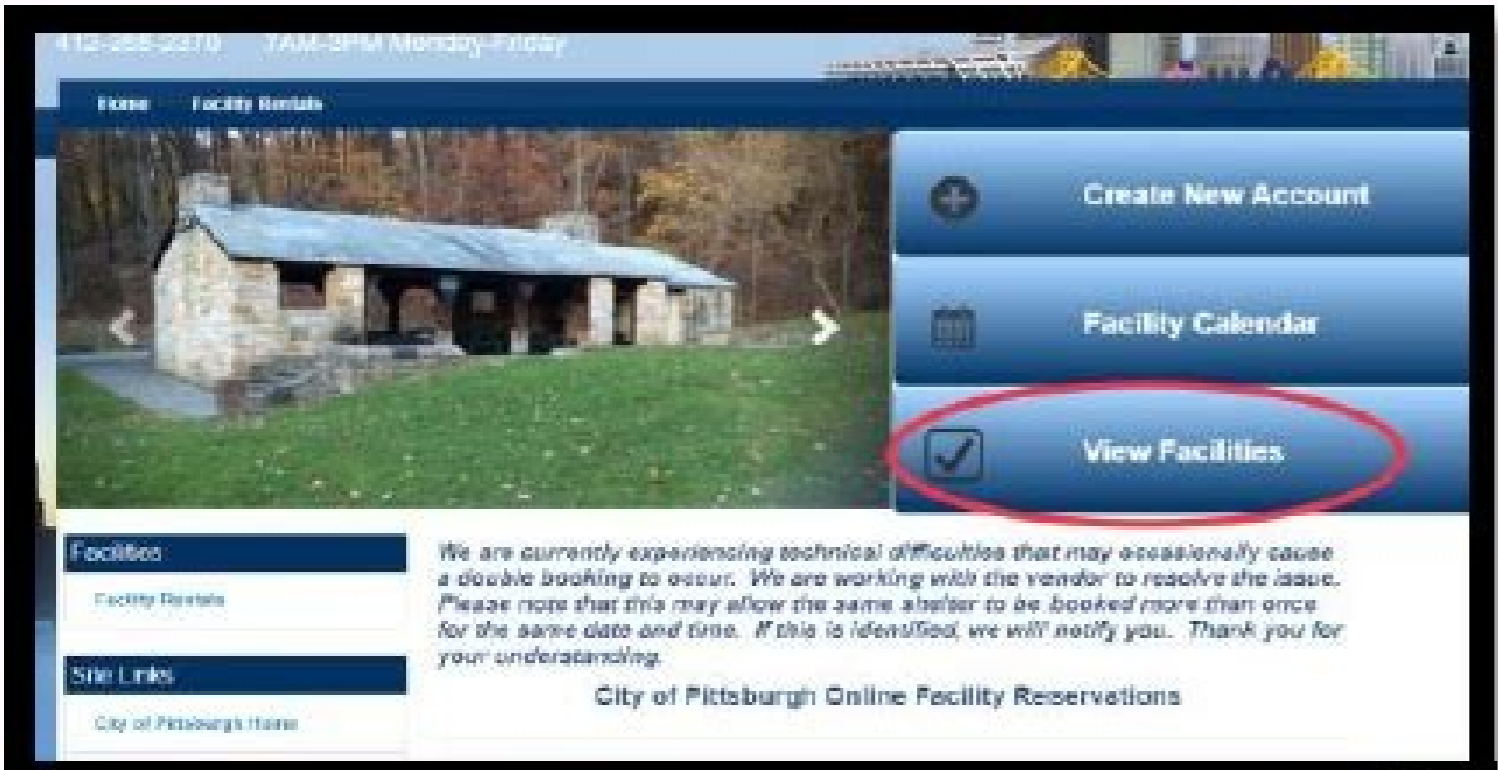 7AM-3PM Monday-Friday
Home Facility Rentals
Create New Account
Facility Calendar
View Facilities
Facilities
Facility Rentals
We are currently experiencing technical difficulties that may occasionally cause
a double booking to occur. We are working with the vendor to resolve the issue.
Please note that this may allow the same shelter to be booked more than once
for the same date and time. If this is identified, we will notify you. Thank you for
your understanding.
Site Links
City of Pittsburgh Online Facility Reservations
City of Pittsburgh Home